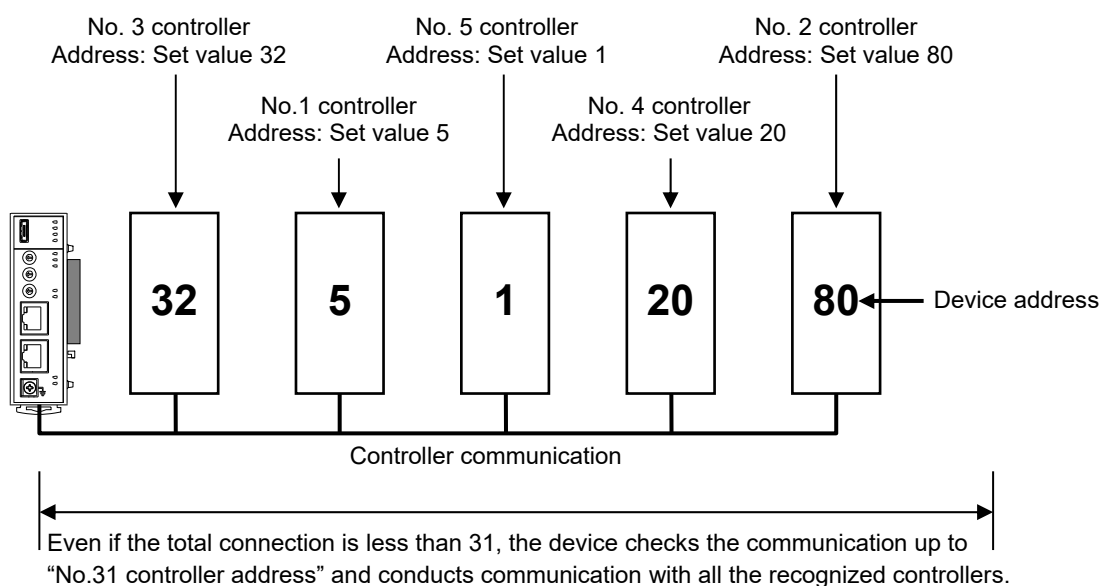 No. 3 controller
Address: Set value 32
No. 5 controller
Address: Set value 1
No. 2 controller
Address: Set value 80
No.1 controller
Address: Set value 5
No. 4 controller
Address: Set value 20
32
5
1
20
80
Device address
Controller communication
Even if the total connection is less than 31, the device checks the communication up to
“No.31 controller address” and conducts communication with all the recognized controllers.